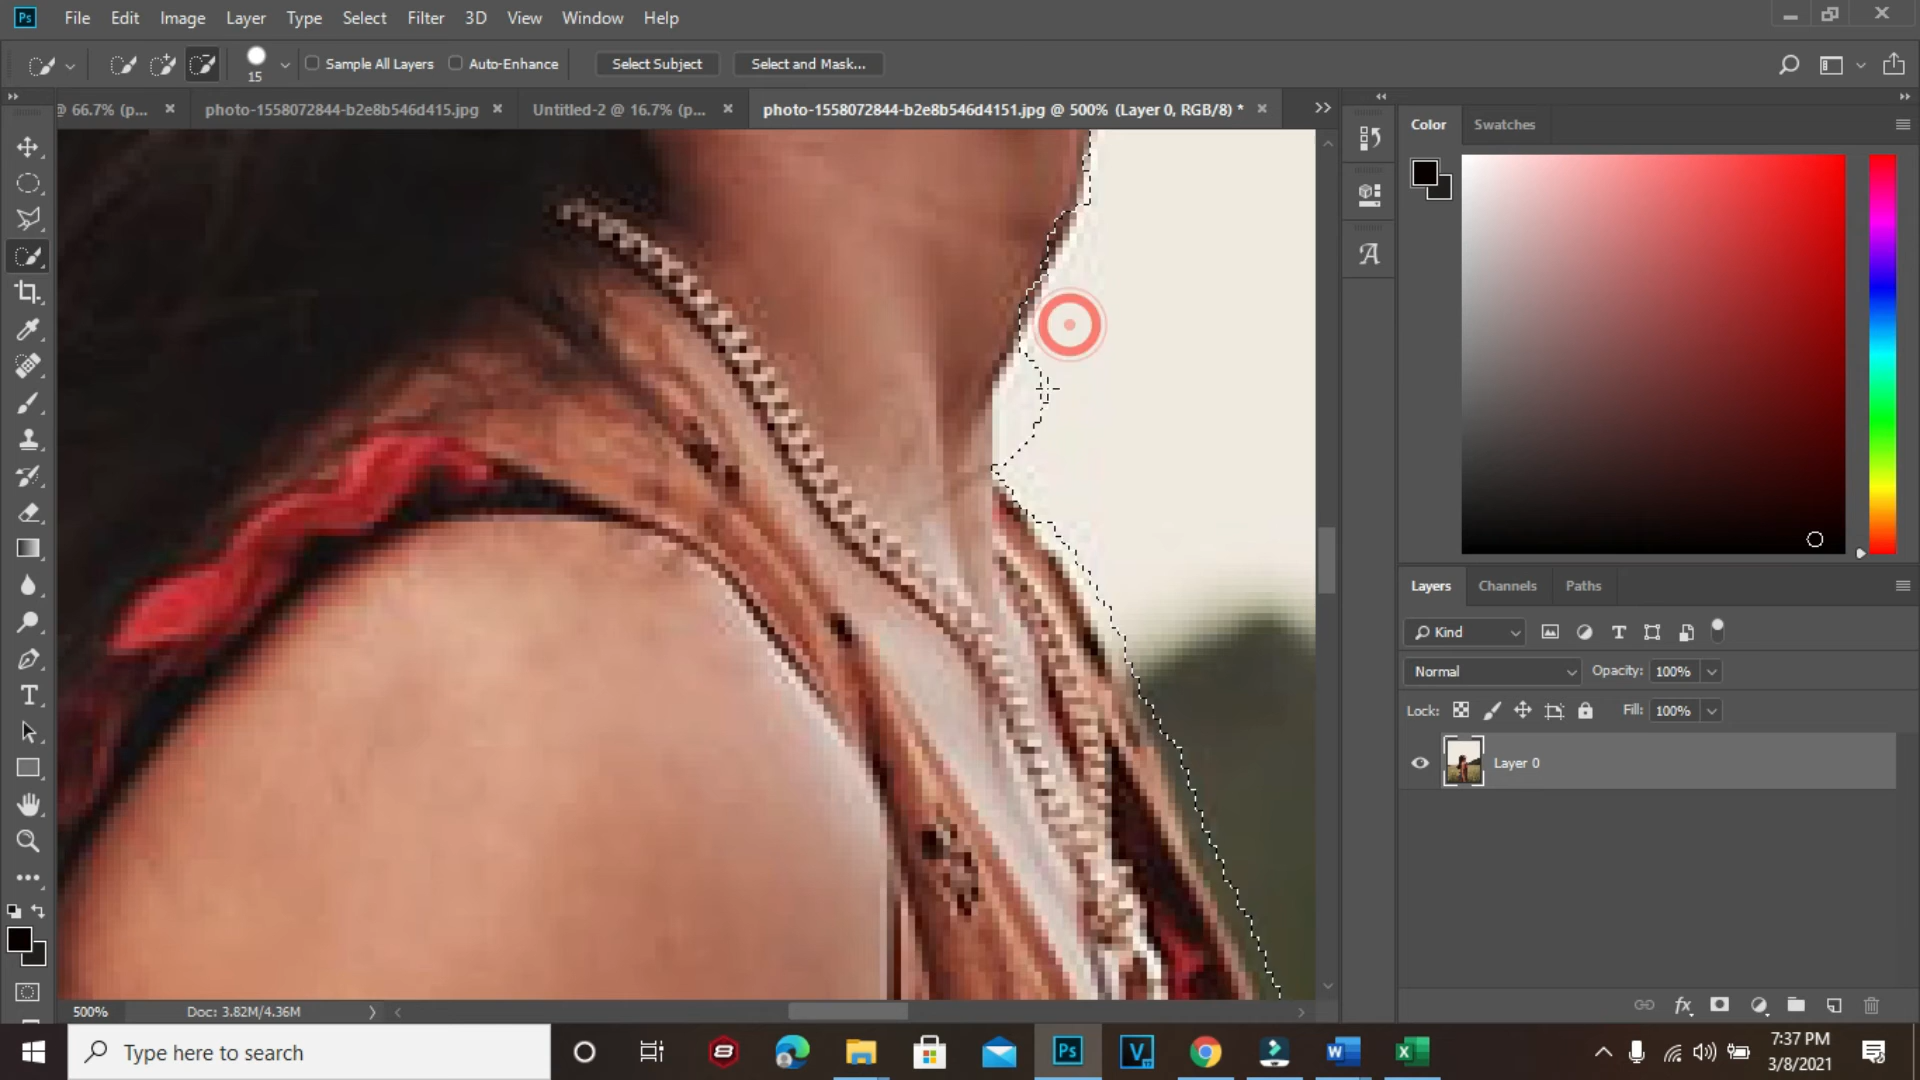 Ps File Edit Image Layer Type Select Filter 3D View Window Help
15 Sample All Layers Auto-Enhance Select Subject Select and Mask...
@ 66.7% (p... × photo-1558072844-b2e8b546d415.jpg × Untitled-2 @ 16.7% (p... × photo-1558072844-b2e8b546d4151.jpg @ 500% (Layer 0, RGB/8) * ×
Color Swatches
Layers Channels Paths
Kind
Normal Opacity: 100%
Lock: Fill: 100%
Layer 0
500% Doc: 3.82M/4.36M
Type here to search
7:37 PM
3/8/2021